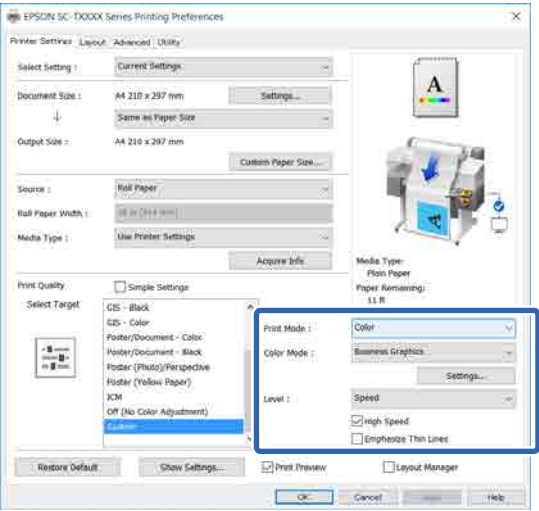 EPSON SC-TXXXX Series Printing Preferences
Printer Settings Layout Advanced Utility
Select Setting : Current Settings
Document Size : A4 210 x 297 mm Settings...
Same as Paper Size
Output Size : A4 210 x 297 mm
Custom Paper Size...
Source : Roll Paper
Roll Paper Width :
Media Type : Use Printer Settings
Acquire Info
Media Type:
Plain Paper
Paper Remaining:
11 ft
Print Quality Simple Settings
Select Target
GIS - Black
GIS - Color
Poster/Document - Color
Poster/Document - Black
Poster (Photo)/Perspective
Poster (Yellow Paper)
ICM
Off (No Color Adjustment)
Custom
Print Mode : Color
Color Mode : Business Graphics
Settings...
Level : Speed
High Speed
Emphasize Thin Lines
Restore Default Show Settings... Print Preview Layout Manager
OK Cancel Help
A